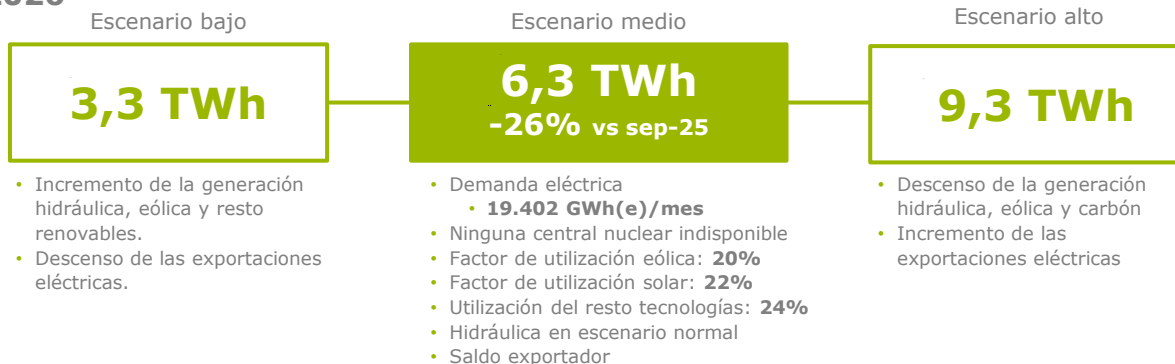 Escenario bajo
Escenario medio
Escenario alto
3,3 TWh
6,3 TWh
-26% vs sep-25
9,3 TWh
• Incremento de la generación
hidráulica, eólica y resto
renovables.
• Descenso de las exportaciones
eléctricas.
• Demanda eléctrica
• 19.402 GWh(e)/mes
• Ninguna central nuclear indisponible
• Factor de utilización eólica: 20%
• Factor de utilización solar: 22%
• Utilización del resto tecnologías: 24%
• Hidráulica en escenario normal
• Saldo exportador
• Descenso de la generación
hidráulica, eólica y carbón
• Incremento de las
exportaciones eléctricas